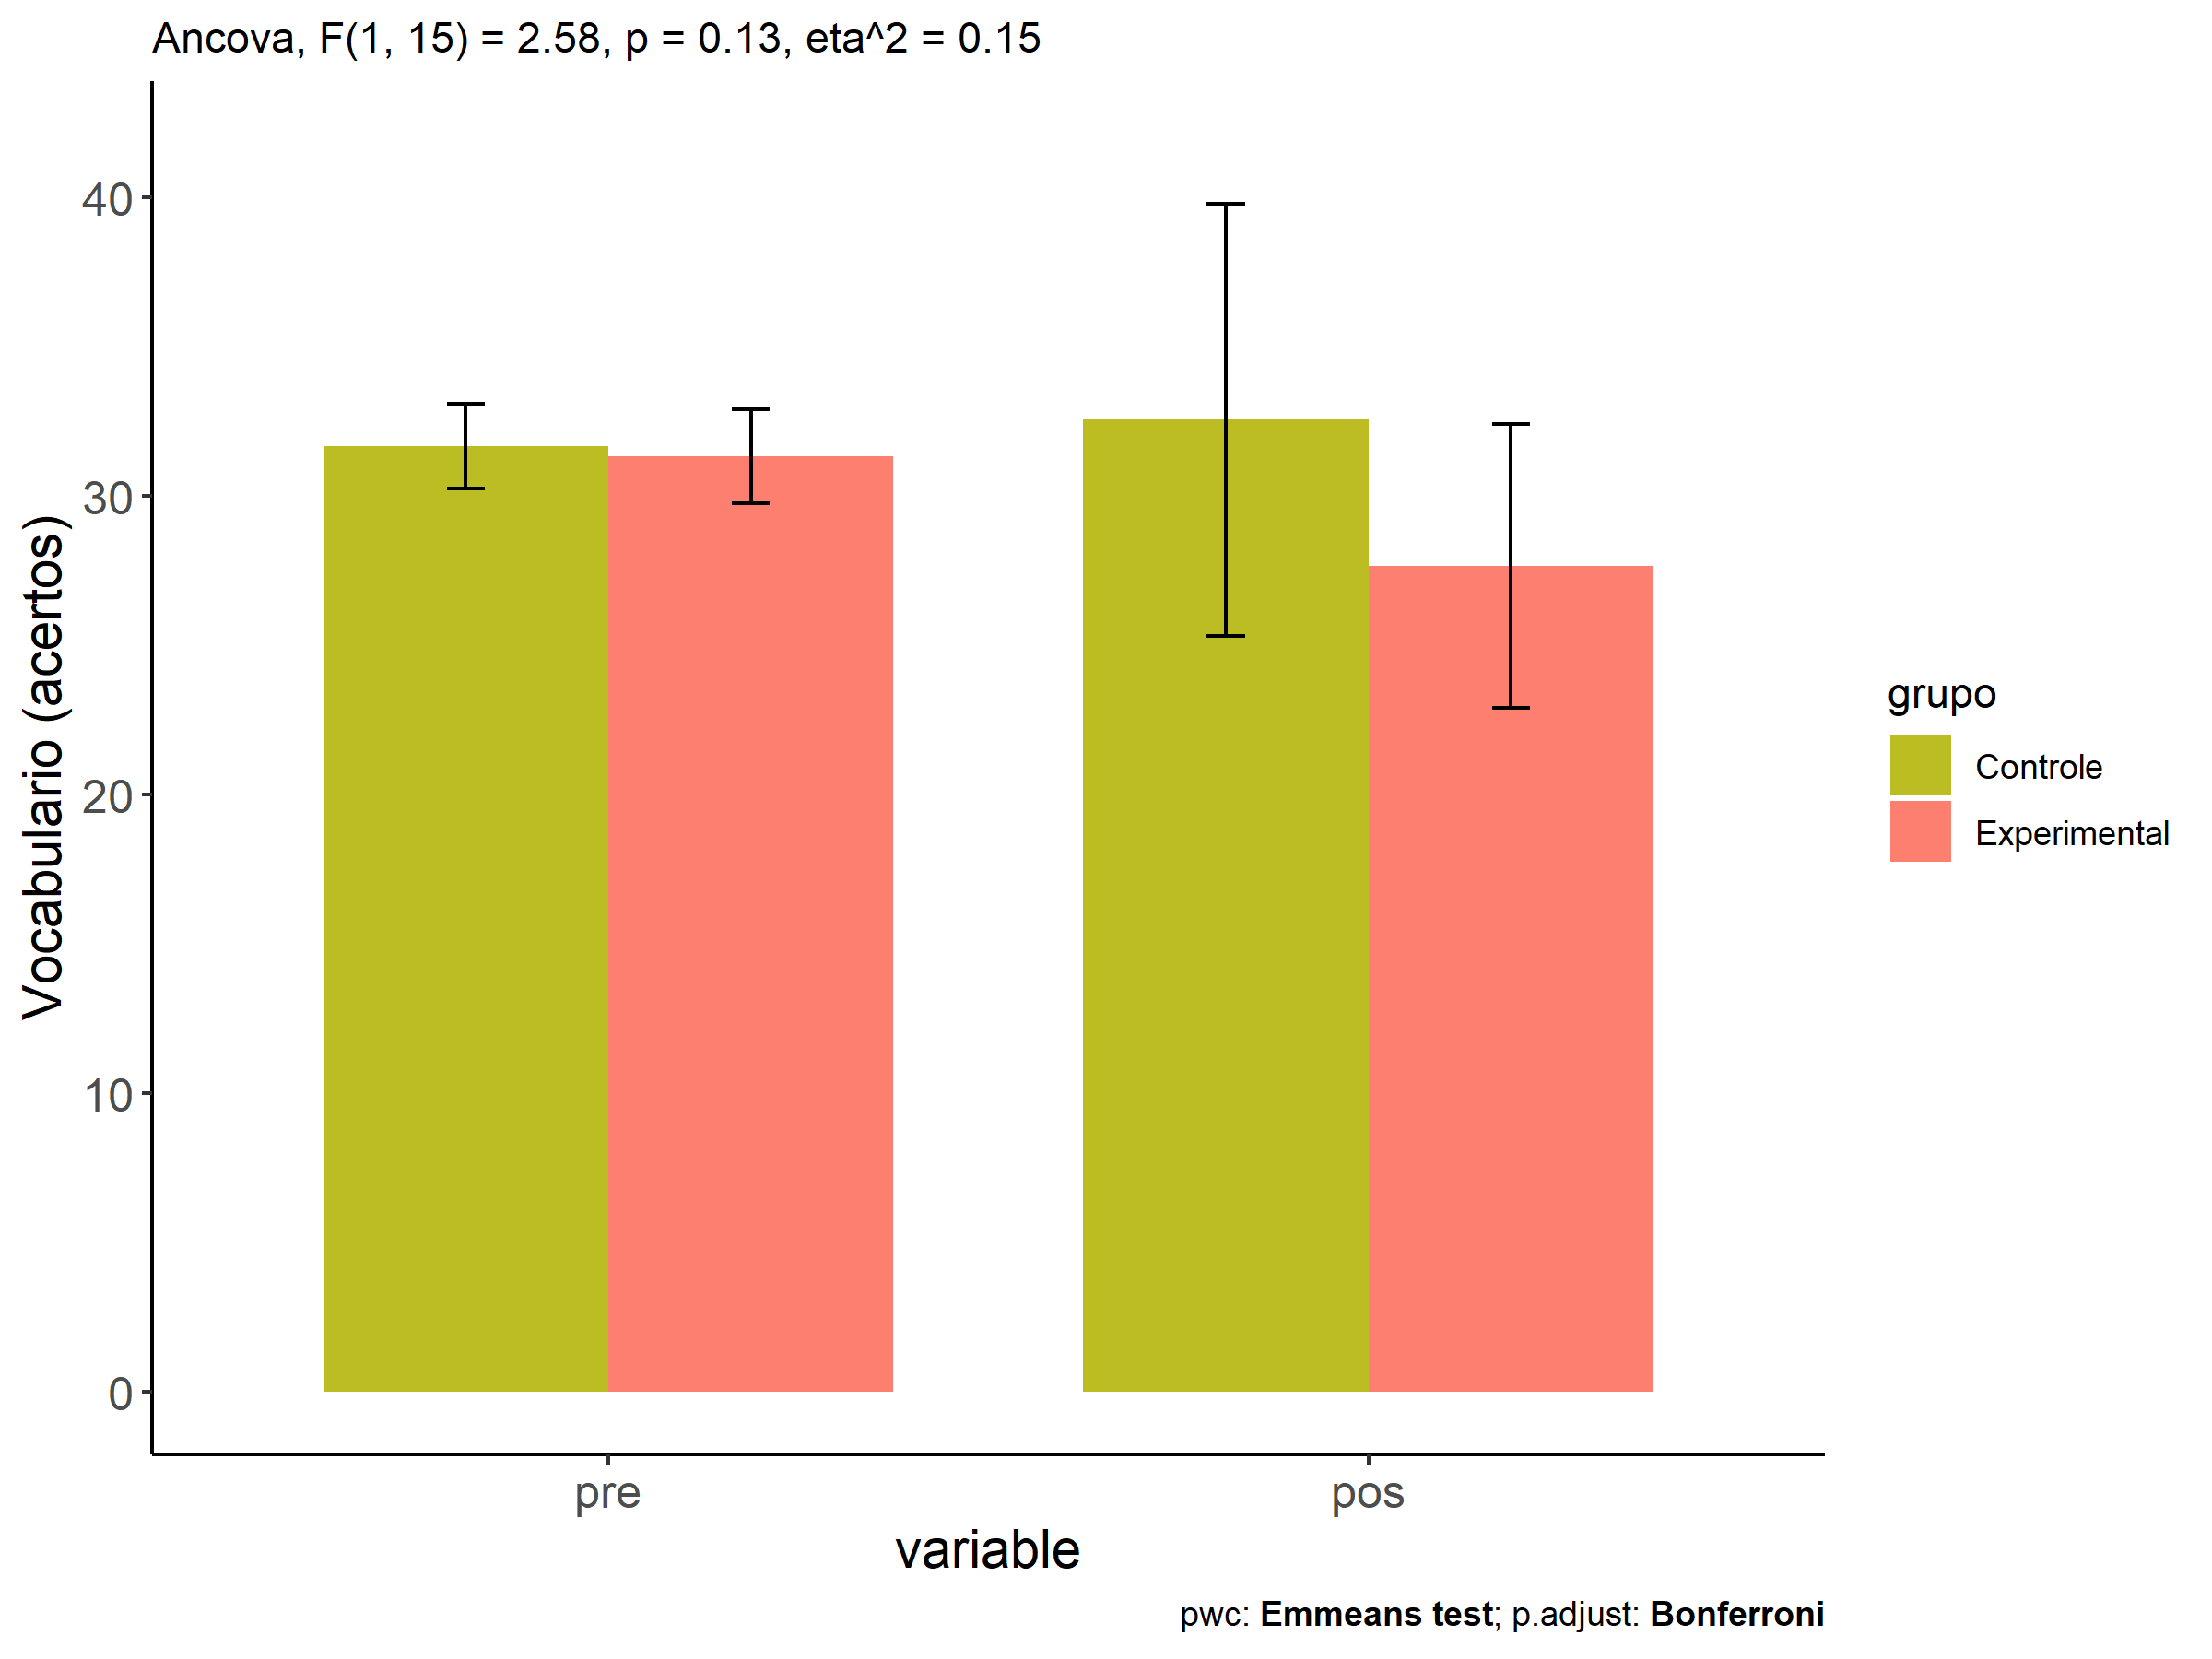 Ancova, F(1, 15) = 2.58, p = 0.13, eta^2 = 0.15
Vocabulario (acertos)
40
30
20
10
0
pre
pos
variable
grupo
Controle
Experimental
pwc: Emmeans test; p.adjust: Bonferroni